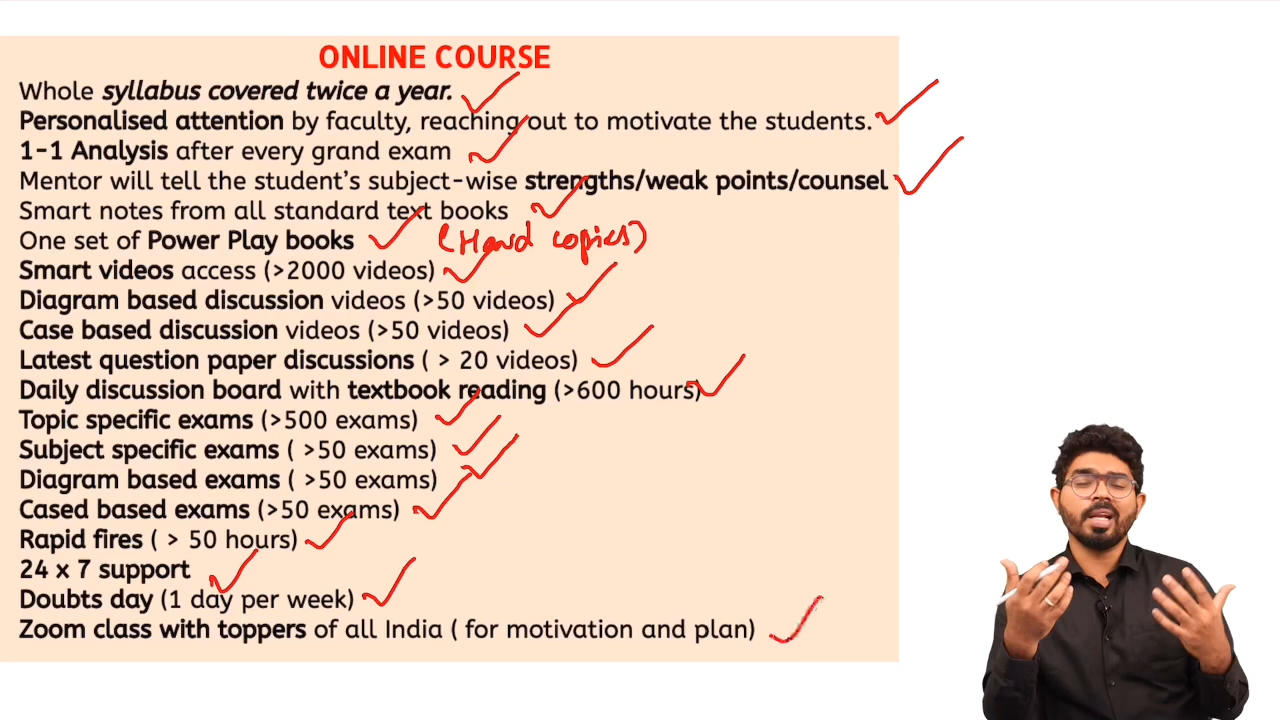 ONLINE COURSE
Whole syllabus covered twice a year.
Personalised attention by faculty, reaching out to motivate the students.
1-1 Analysis after every grand exam
Mentor will tell the student's subject-wise strengths/weak points/counsel
Smart notes from all standard text books
One set of Power Play books (Hard copies)
Smart videos access (>2000 videos)
Diagram based discussion videos (>50 videos)
Case based discussion videos (>50 videos)
Latest question paper discussions ( > 20 videos)
Daily discussion board with textbook reading (>600 hours)
Topic specific exams (>500 exams)
Subject specific exams ( >50 exams)
Diagram based exams ( >50 exams)
Cased based exams (>50 exams)
Rapid fires ( > 50 hours)
24 x 7 support
Doubts day (1 day per week)
Zoom class with toppers of all India ( for motivation and plan)